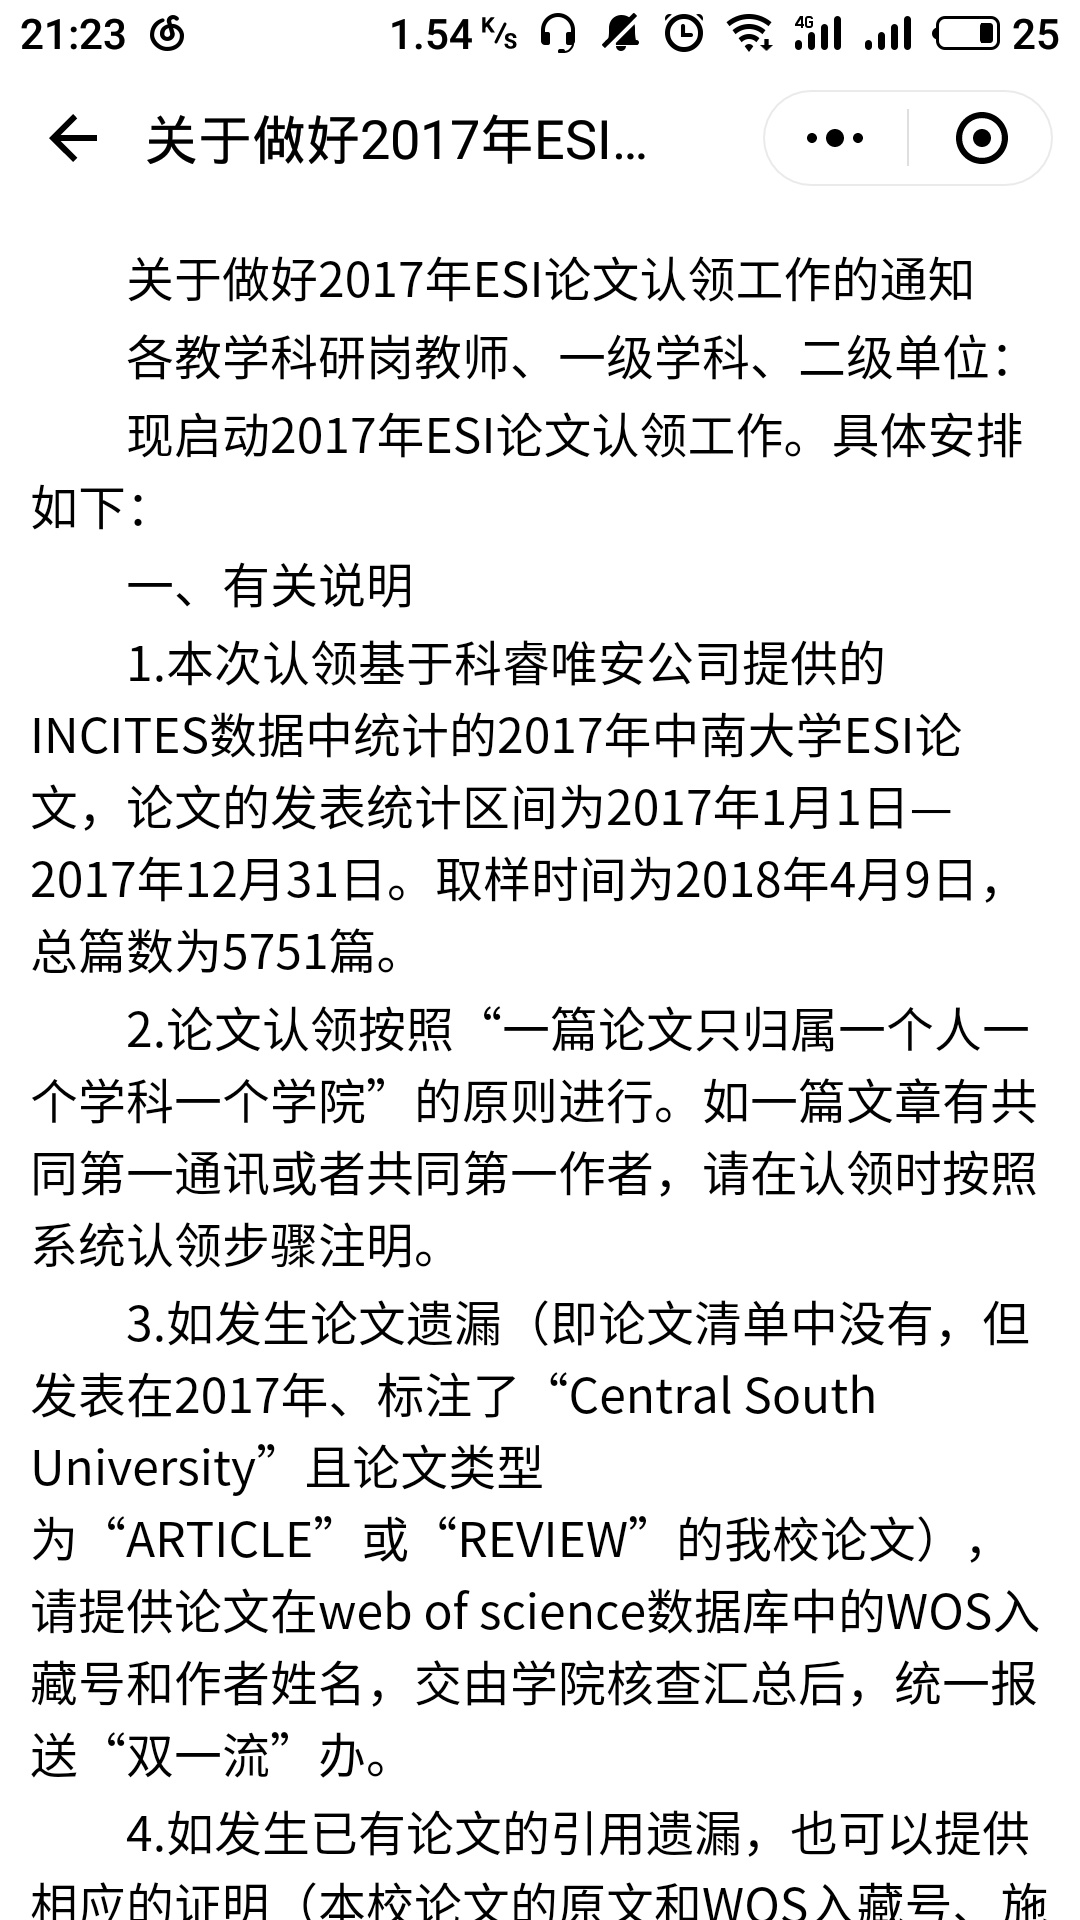 21:23 1.54 K/s 4G 25
关于做好2017年ESI...
关于做好2017年ESI论文认领工作的通知
各教学科研岗教师、一级学科、二级单位：
现启动2017年ESI论文认领工作。具体安排
如下：
一、有关说明
1.本次认领基于科睿唯安公司提供的
INCITES数据中统计的2017年中南大学ESI论
文，论文的发表统计区间为2017年1月1日—
2017年12月31日。取样时间为2018年4月9日，
总篇数为5751篇。
2.论文认领按照“一篇论文只归属一个人一
个学科一个学院”的原则进行。如一篇文章有共
同第一通讯或者共同第一作者，请在认领时按照
系统认领步骤注明。
3.如发生论文遗漏（即论文清单中没有，但
发表在2017年、标注了“Central South
University”且论文类型
为“ARTICLE”或“REVIEW”的我校论文），
请提供论文在web of science数据库中的WOS入
藏号和作者姓名，交由学院核查汇总后，统一报
送“双一流”办。
4.如发生已有论文的引用遗漏，也可以提供
相应的证明（本校论文的原文和WOS入藏号、施